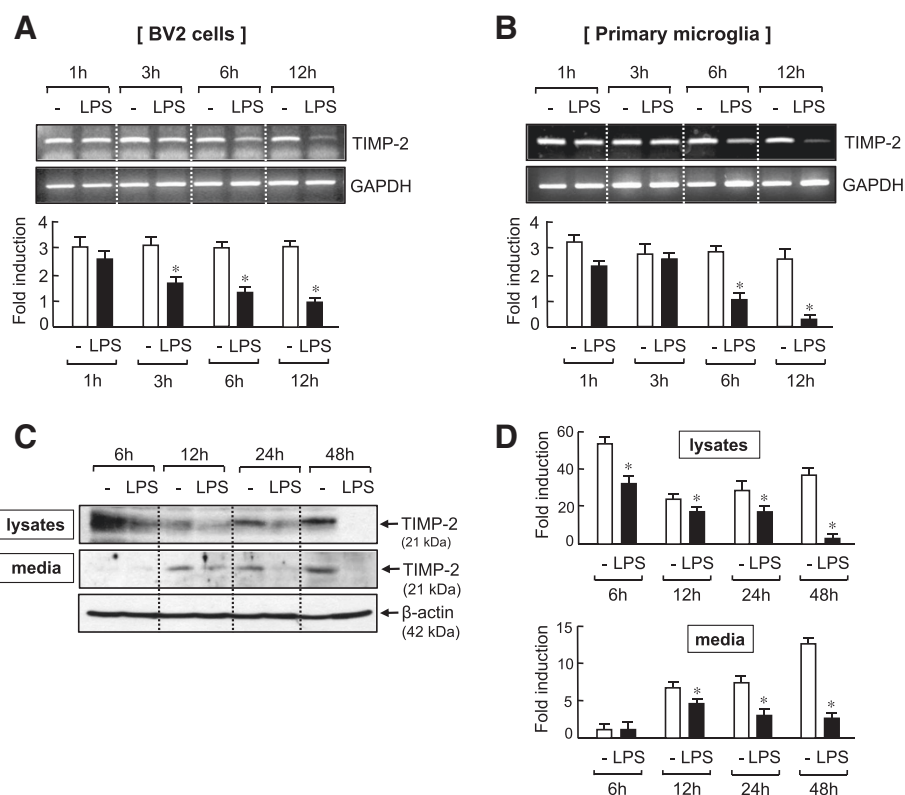 A
[ BV2 cells ]
1h 3h 6h 12h
- LPS - LPS - LPS - LPS
TIMP-2
GAPDH
Fold induction
4
3
2
1
0
* * *
- LPS - LPS - LPS - LPS
1h 3h 6h 12h
B
[ Primary microglia ]
1h 3h 6h 12h
- LPS - LPS - LPS - LPS
TIMP-2
GAPDH
Fold induction
4
3
2
1
0
* *
- LPS - LPS - LPS - LPS
1h 3h 6h 12h
C
6h 12h 24h 48h
- LPS - LPS - LPS - LPS
lysates
TIMP-2
(21 kDa)
media
TIMP-2
(21 kDa)
β-actin
(42 kDa)
D
lysates
Fold induction
60
40
20
0
* * * *
- LPS - LPS - LPS - LPS
6h 12h 24h 48h
media
Fold induction
15
10
5
0
* * *
- LPS - LPS - LPS - LPS
6h 12h 24h 48h